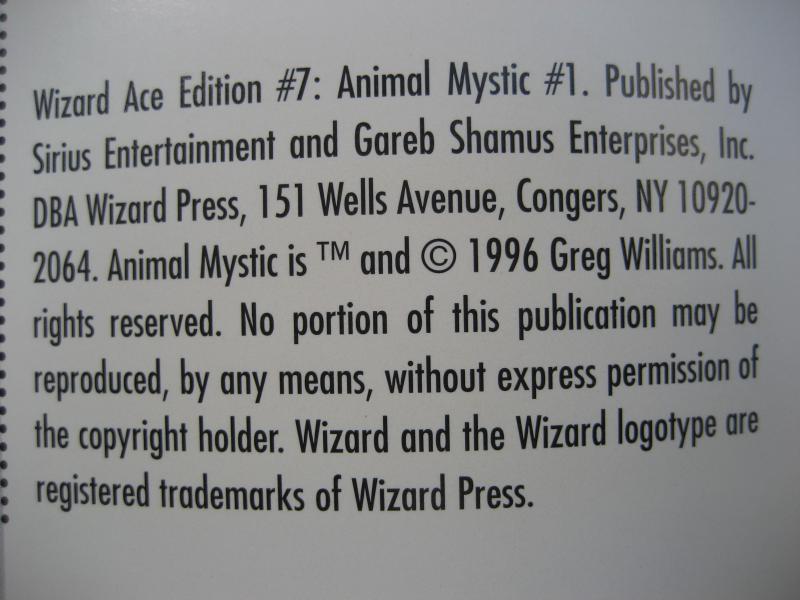 Wizard Ace Edition #7: Animal Mystic #1. Published by
Sirius Entertainment and Gareb Shamus Enterprises, Inc.
DBA Wizard Press, 151 Wells Avenue, Congers, NY 10920-
2064. Animal Mystic is ™ and © 1996 Greg Williams. All
rights reserved. No portion of this publication may be
reproduced, by any means, without express permission of
the copyright holder. Wizard and the Wizard logotype are
registered trademarks of Wizard Press.